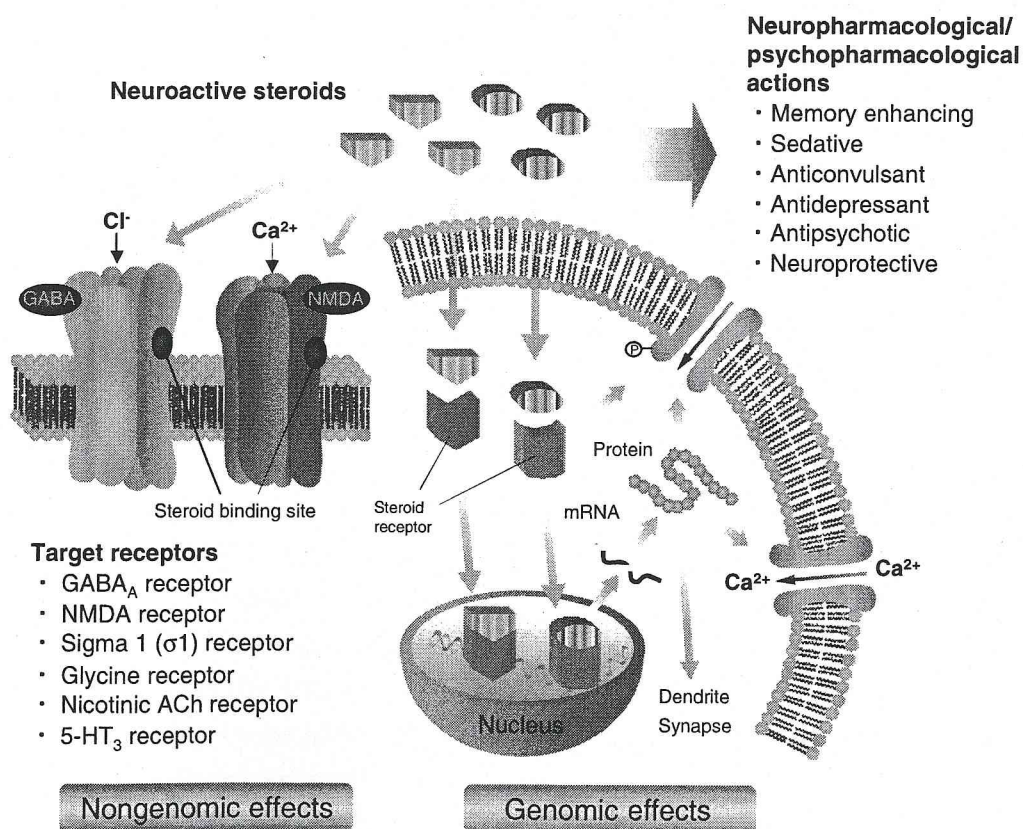 Neuropharmacological/
psychopharmacological
actions
· Memory enhancing
· Sedative
· Anticonvulsant
· Antidepressant
· Antipsychotic
· Neuroprotective
Neuroactive steroids
Cl⁻
Ca²⁺
GABA
NMDA
P
Steroid binding site
Steroid
receptor
Protein
mRNA
Ca²⁺
Ca²⁺
Nucleus
Dendrite
Synapse
Target receptors
· GABA_A receptor
· NMDA receptor
· Sigma 1 (σ1) receptor
· Glycine receptor
· Nicotinic ACh receptor
· 5-HT₃ receptor
Nongenomic effects
Genomic effects